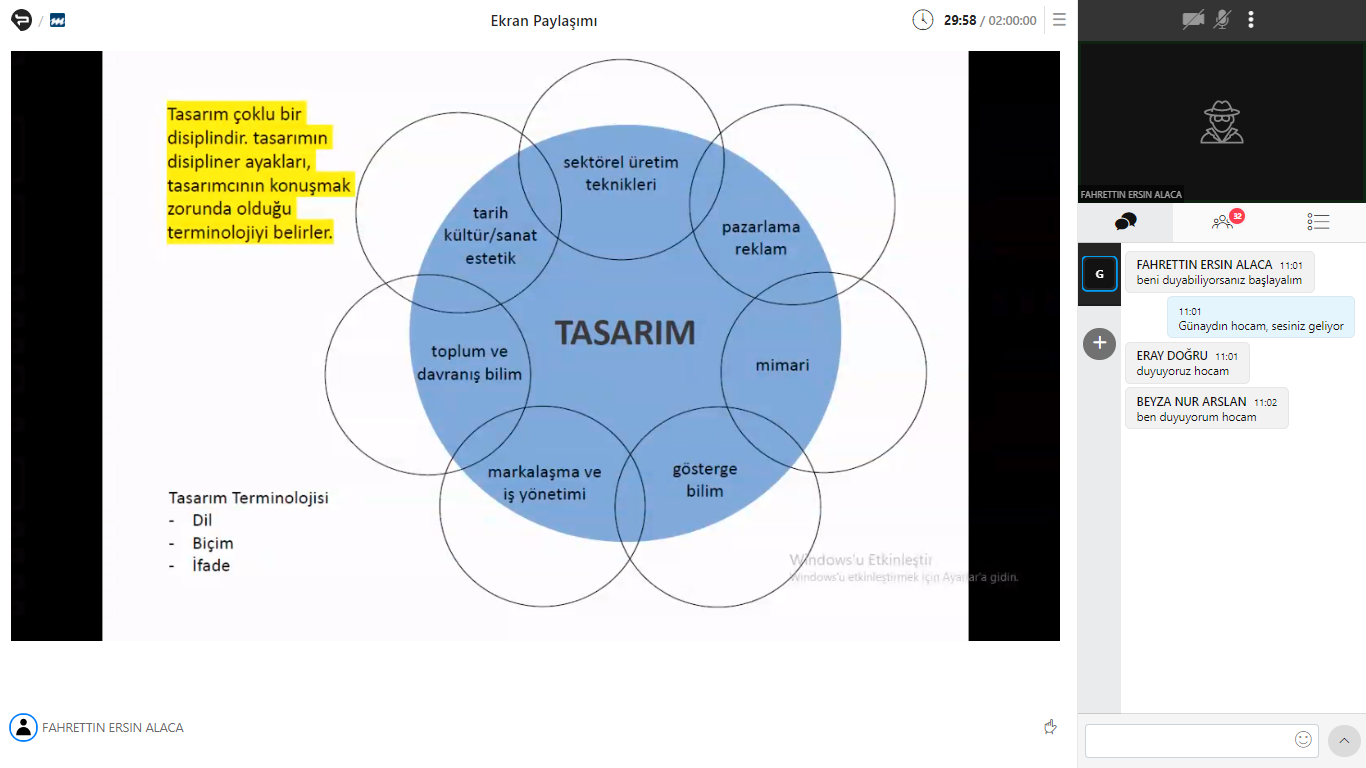 Ekran Paylaşımı
29:58 / 02:00:00
Tasarım çoklu bir
disiplindir. tasarımın
disipliner ayakları,
tasarımcının konuşmak
zorunda olduğu
terminolojiyi belirler.
sektörel üretim
teknikleri
tarih
kültür/sanat
estetik
pazarlama
reklam
TASARIM
toplum ve
davranış bilim
mimari
markalaşma ve
iş yönetimi
gösterge
bilim
Tasarım Terminolojisi
- Dil
- Biçim
- İfade
Windows'u Etkinleştir
Windows'u etkinleştirmek için Ayarlar'a gidin.
FAHRETTIN ERSIN ALACA
FAHRETTIN ERSIN ALACA
32
G
FAHRETTIN ERSIN ALACA 11:01
beni duyabiliyorsanız başlayalım
11:01
Günaydın hocam, sesiniz geliyor
ERAY DOĞRU 11:01
duyuyoruz hocam
BEYZA NUR ARSLAN 11:02
ben duyuyorum hocam